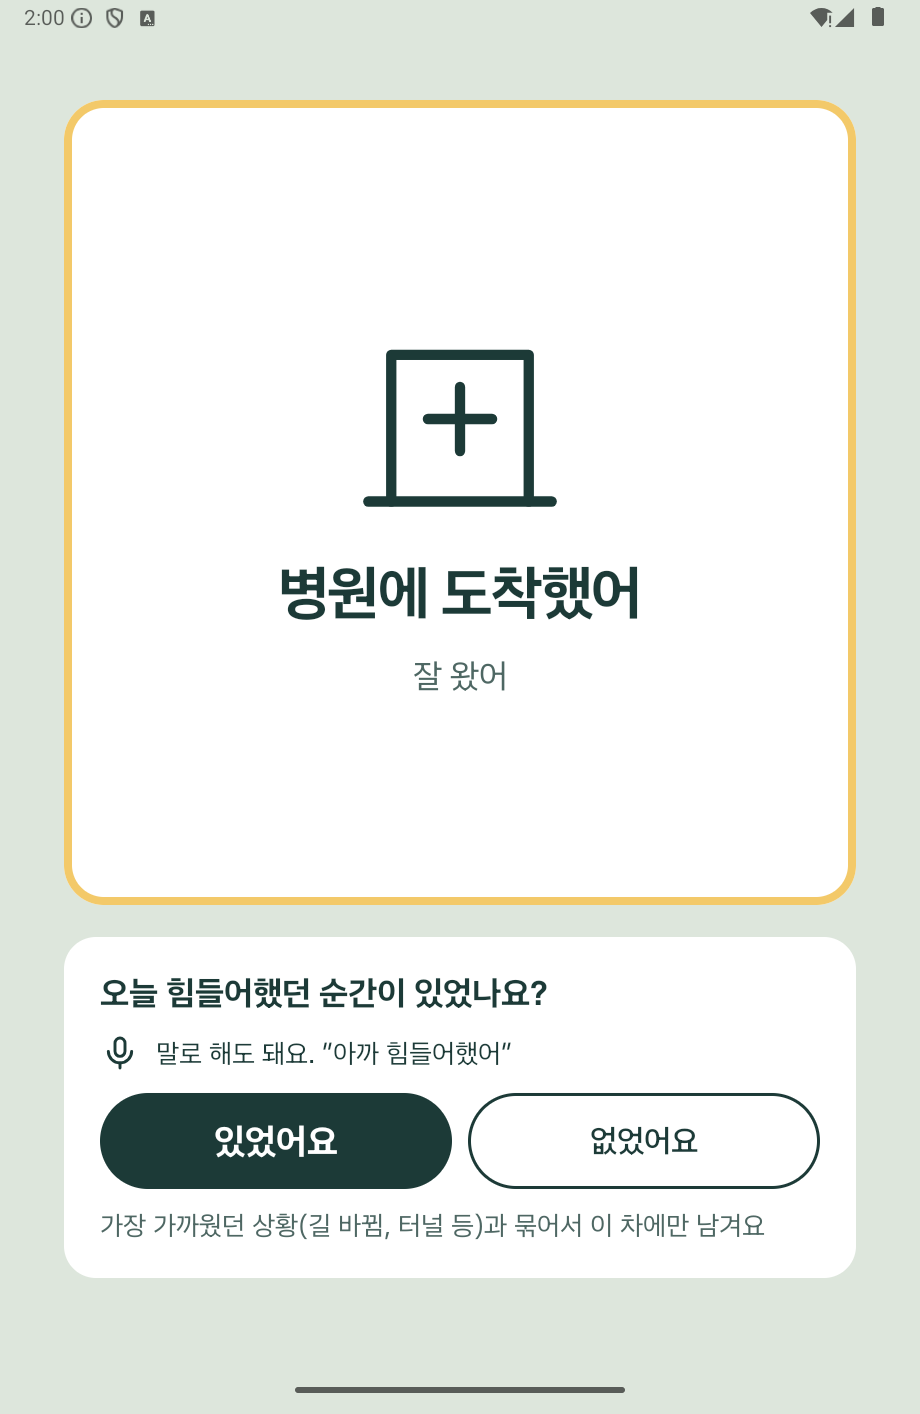 2:00
병원에 도착했어
잘 왔어
오늘 힘들어했던 순간이 있었나요?
말로 해도 돼요. "아까 힘들어했어"
있었어요
없었어요
가장 가까웠던 상황(길 바뀜, 터널 등)과 묶어서 이 차에만 남겨요